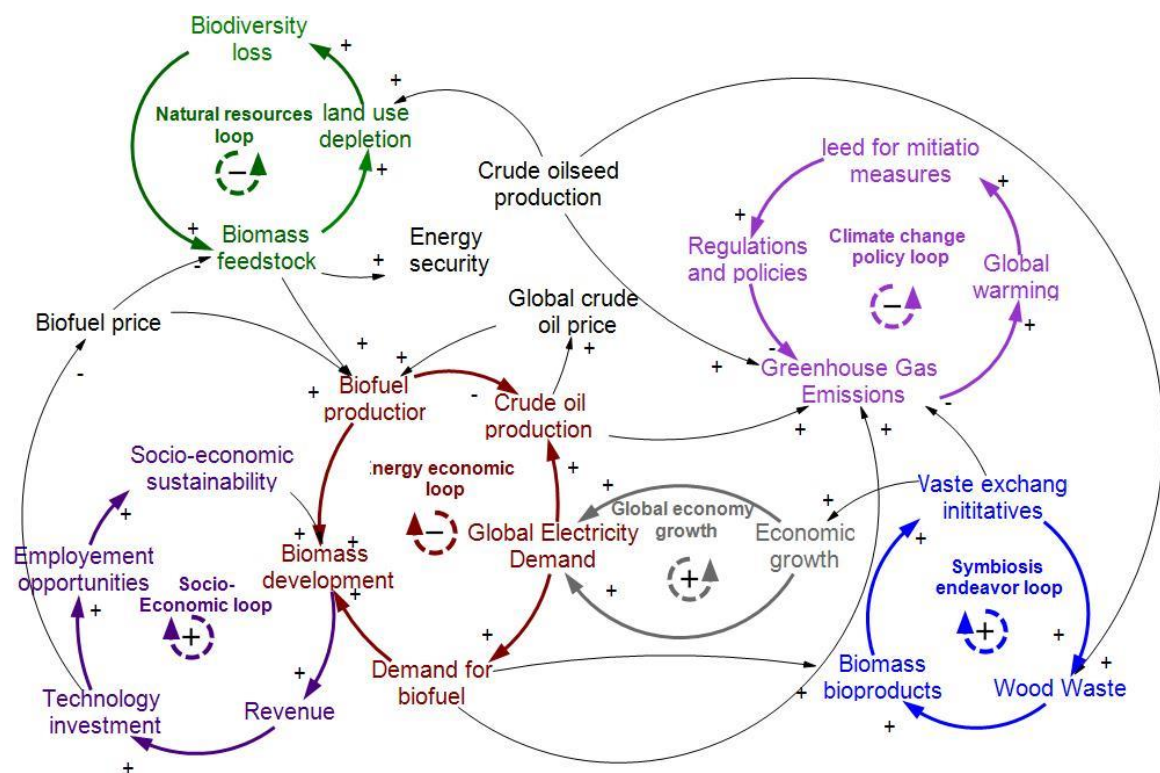 Biodiversity
loss
Natural resources
loop
land use
depletion
Biomass
feedstock
Energy
security
Crude oilseed
production
leed for mitiatio
measures
Regulations
and policies
Climate change
policy loop
Global
warming
Greenhouse Gas
Emissions
Biofuel price
Global crude
oil price
Biofuel
productior
Crude oil
production
Socio-economic
sustainability
Energy economic
loop
Global Electricity
Demand
Global economy
growth
Economic
growth
Vaste exchang
inititatives
Employement
opportunities
Socio-
Economic loop
Biomass
development
Symbiosis
endeavor loop
Technology
investment
Revenue
Demand for
biofuel
Biomass
bioproducts
Wood Waste